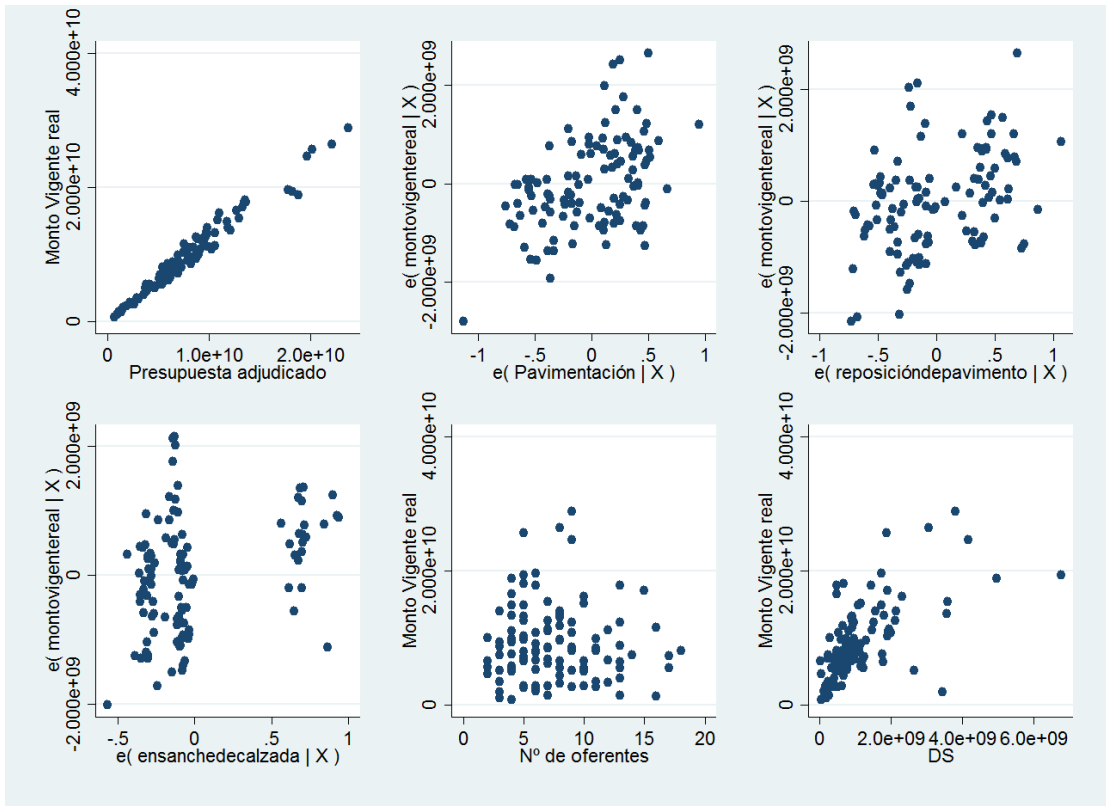 Monto Vigente real
0
2.000e+10
4.000e+10
0
1.0e+10
2.0e+10
Presupuesta adjudicado
e( montovigentereal | X )
-2.000e+09
0
2.000e+09
-1
-.5
0
.5
1
e( Pavimentación | X )
e( montovigentereal | X )
-2.000e+09
0
2.000e+09
-1
-.5
0
.5
1
e( reposicióndepavimento | X )
e( montovigentereal | X )
-2.000e+09
0
2.000e+09
-.5
0
.5
1
e( ensanchedecalzada | X )
Monto Vigente real
0
2.000e+10
4.000e+10
0
5
10
15
20
Nº de oferentes
Monto Vigente real
0
2.000e+10
4.000e+10
0
2.0e+09
4.0e+09
6.0e+09
DS